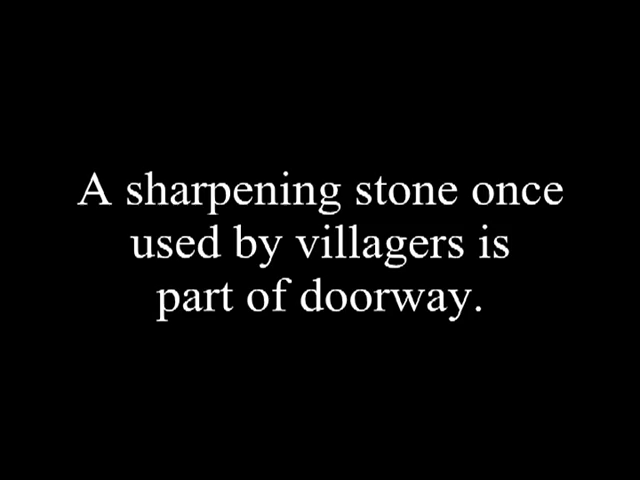 A sharpening stone once
used by villagers is
part of doorway.